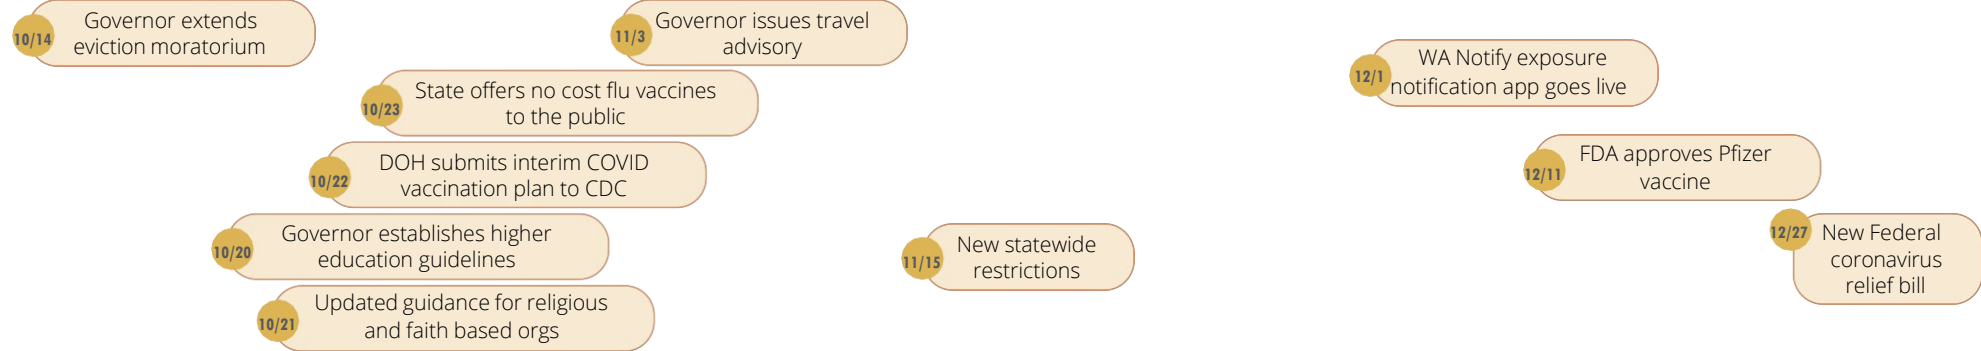 10/14
Governor extends
eviction moratorium
11/3
Governor issues travel
advisory
10/23
State offers no cost flu vaccines
to the public
10/22
DOH submits interim COVID
vaccination plan to CDC
10/20
Governor establishes higher
education guidelines
10/21
Updated guidance for religious
and faith based orgs
11/15
New statewide
restrictions
12/1
WA Notify exposure
notification app goes live
12/11
FDA approves Pfizer
vaccine
12/27
New Federal
coronavirus
relief bill